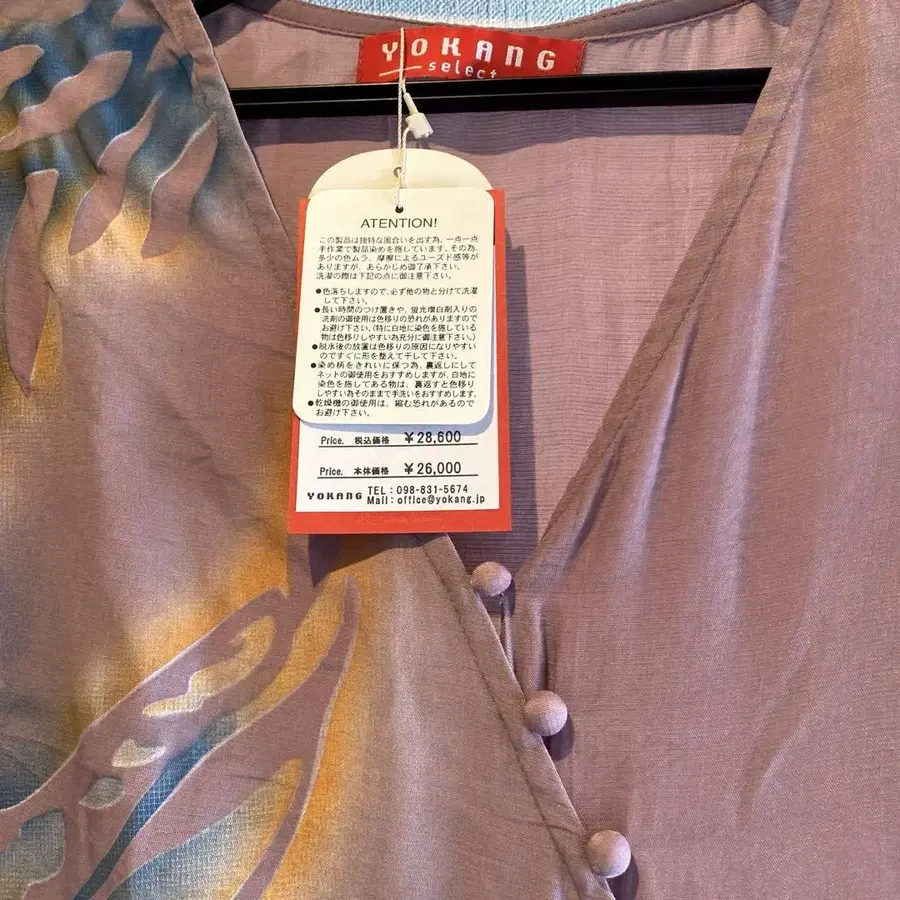 YOKANG
select
ATENTION!
この製品は独特な風合いを出す為、一点一点
手作業で製品染めを施しています。その為、
多少の色ムラ、摩擦によるユーズド感等が
ありますが、あらかじめ御了承下さい。
洗濯の際は下記の点に御注意下さい。
●色落ちしますので、必ず他の物と分けて洗濯
して下さい。
●長い時間のつけ置きや、蛍光増白剤入りの
洗剤の御使用は色移りの恐れがありますので
お避け下さい。(特に白地に染色を施している
物は色移りしやすい為充分に御注意下さい。)
●脱水後の放置は色移りの原因になりやすい
のですぐに形を整えて干して下さい。
●染め柄をきれいに保つ為、裏返しにして
ネットの御使用をおすすめしますが、白地に
染色を施してある物は、裏返すと色移り
しやすい為そのままで手洗いをおすすめします。
●乾燥機の御使用は、縮む恐れがあるので
お避け下さい。
Price. 税込価格 ¥28,600
Price. 本体価格 ¥26,000
YOKANG TEL：098-831-5674
Mail：office@yokang.jp